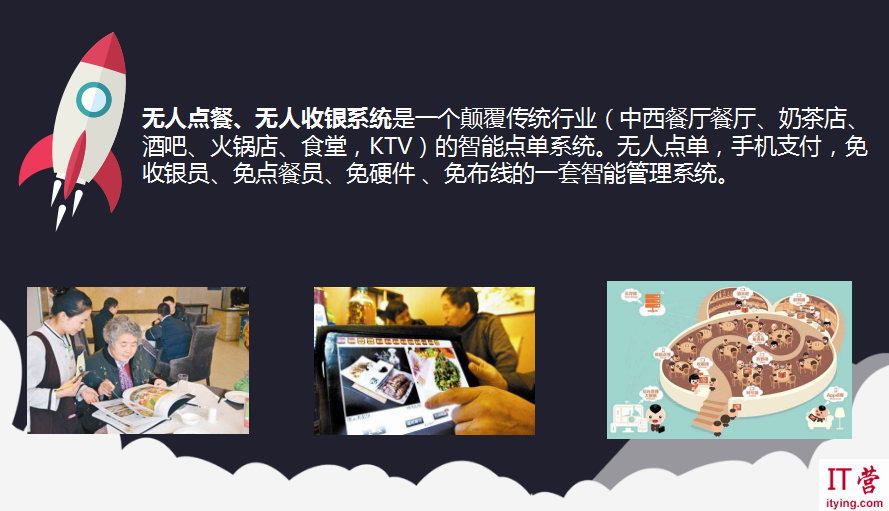 无人点餐、无人收银系统是一个颠覆传统行业（中西餐厅餐厅、奶茶店、
酒吧、火锅店、食堂，KTV）的智能点单系统。无人点单，手机支付，免
收银员、免点餐员、免硬件 、免布线的一套智能管理系统。
IT营
itying.com